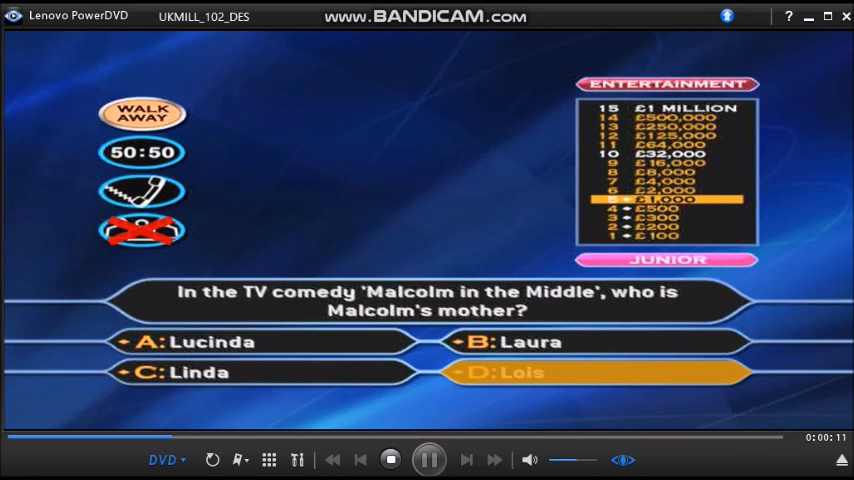 Lenovo PowerDVD
UKMILL_102_DES
www.BANDICAM.com
?
WALK
AWAY
50:50
ENTERTAINMENT
15 £1 MILLION
14 £500,000
13 £250,000
12 £125,000
11 £64,000
10 £32,000
9 £16,000
8 £8,000
7 £4,000
6 £2,000
5 £1,000
4 £500
3 £300
2 £200
1 £100
JUNIOR
In the TV comedy 'Malcolm in the Middle', who is
Malcolm's mother?
A: Lucinda
B: Laura
C: Linda
D: Lois
0:00:11
DVD